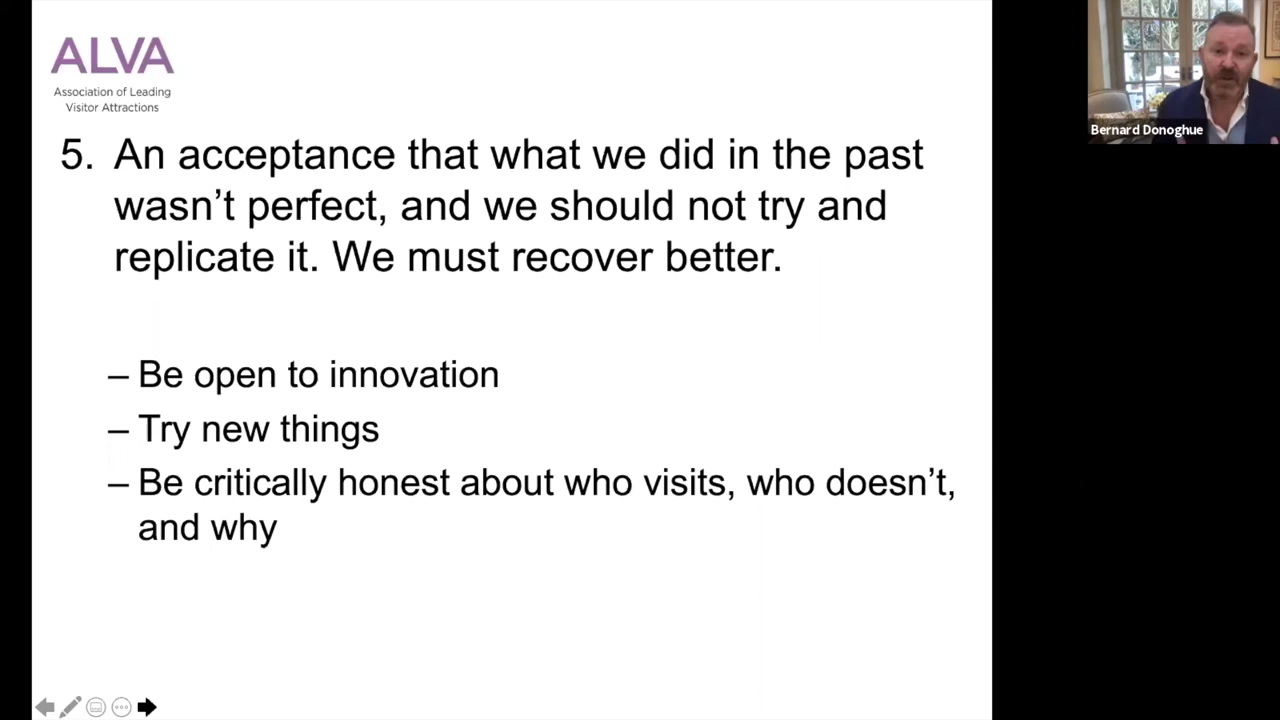 ALVA
Association of Leading
Visitor Attractions
5. An acceptance that what we did in the past
wasn’t perfect, and we should not try and
replicate it. We must recover better.
– Be open to innovation
– Try new things
– Be critically honest about who visits, who doesn’t,
and why
Bernard Donoghue